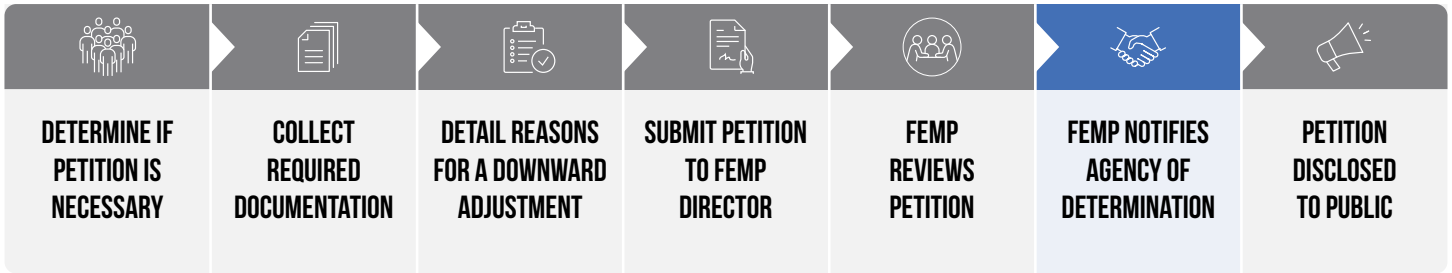 DETERMINE IF
PETITION IS
NECESSARY
COLLECT
REQUIRED
DOCUMENTATION
DETAIL REASONS
FOR A DOWNWARD
ADJUSTMENT
SUBMIT PETITION
TO FEMP
DIRECTOR
FEMP
REVIEWS
PETITION
FEMP NOTIFIES
AGENCY OF
DETERMINATION
PETITION
DISCLOSED
TO PUBLIC